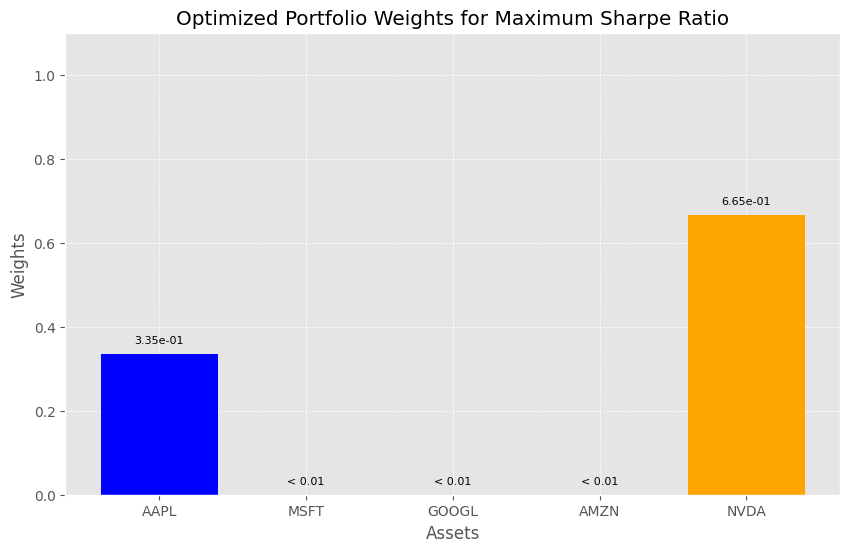 Optimized Portfolio Weights for Maximum Sharpe Ratio
Weights
1.0
0.8
0.6
0.4
0.2
0.0
3.35e-01
< 0.01
< 0.01
< 0.01
6.65e-01
AAPL
MSFT
GOOGL
AMZN
NVDA
Assets